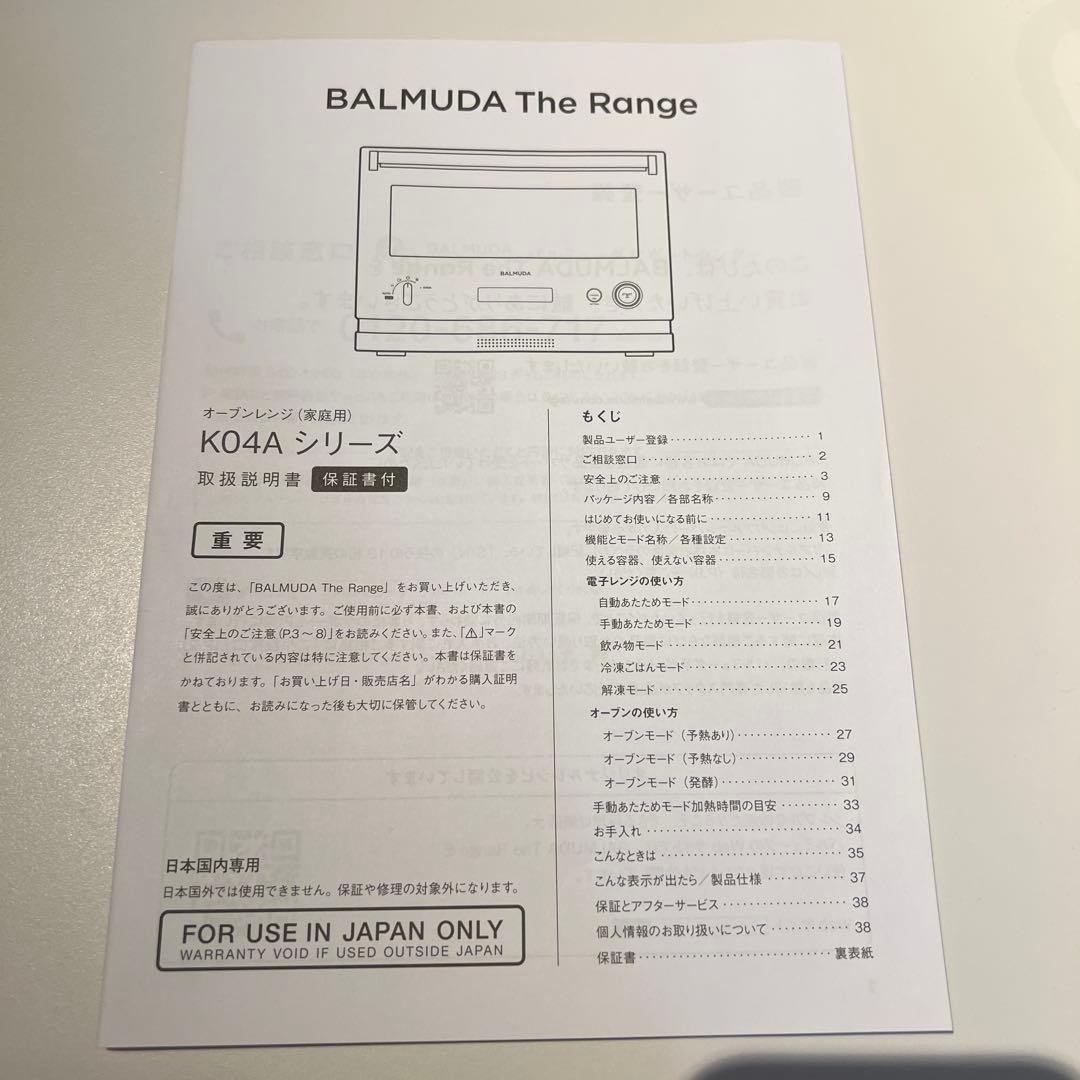 BALMUDA The Range
BALMUDA
オーブンレンジ（家庭用）
K04A シリーズ
取扱説明書 保証書付
重要
この度は、「BALMUDA The Range」をお買い上げいただき、
誠にありがとうございます。ご使用前に必ず本書、および本書の
「安全上のご注意（P.3～8）」をお読みください。また、「⚠」マーク
と併記されている内容は特に注意してください。本書は保証書を
かねております。「お買い上げ日・販売店名」がわかる購入証明
書とともに、お読みになった後も大切に保管してください。
日本国内専用
日本国外では使用できません。保証や修理の対象外になります。
FOR USE IN JAPAN ONLY
WARRANTY VOID IF USED OUTSIDE JAPAN
もくじ
製品ユーザー登録 1
ご相談窓口 2
安全上のご注意 3
パッケージ内容／各部名称 9
はじめてお使いになる前に 11
機能とモード名称／各種設定 13
使える容器、使えない容器 15
電子レンジの使い方
自動あたためモード 17
手動あたためモード 19
飲み物モード 21
冷凍ごはんモード 23
解凍モード 25
オーブンの使い方
オーブンモード（予熱あり） 27
オーブンモード（予熱なし） 29
オーブンモード（発酵） 31
手動あたためモード加熱時間の目安 33
お手入れ 34
こんなときは 35
こんな表示が出たら／製品仕様 37
保証とアフターサービス 38
個人情報のお取り扱いについて 38
保証書 裏表紙